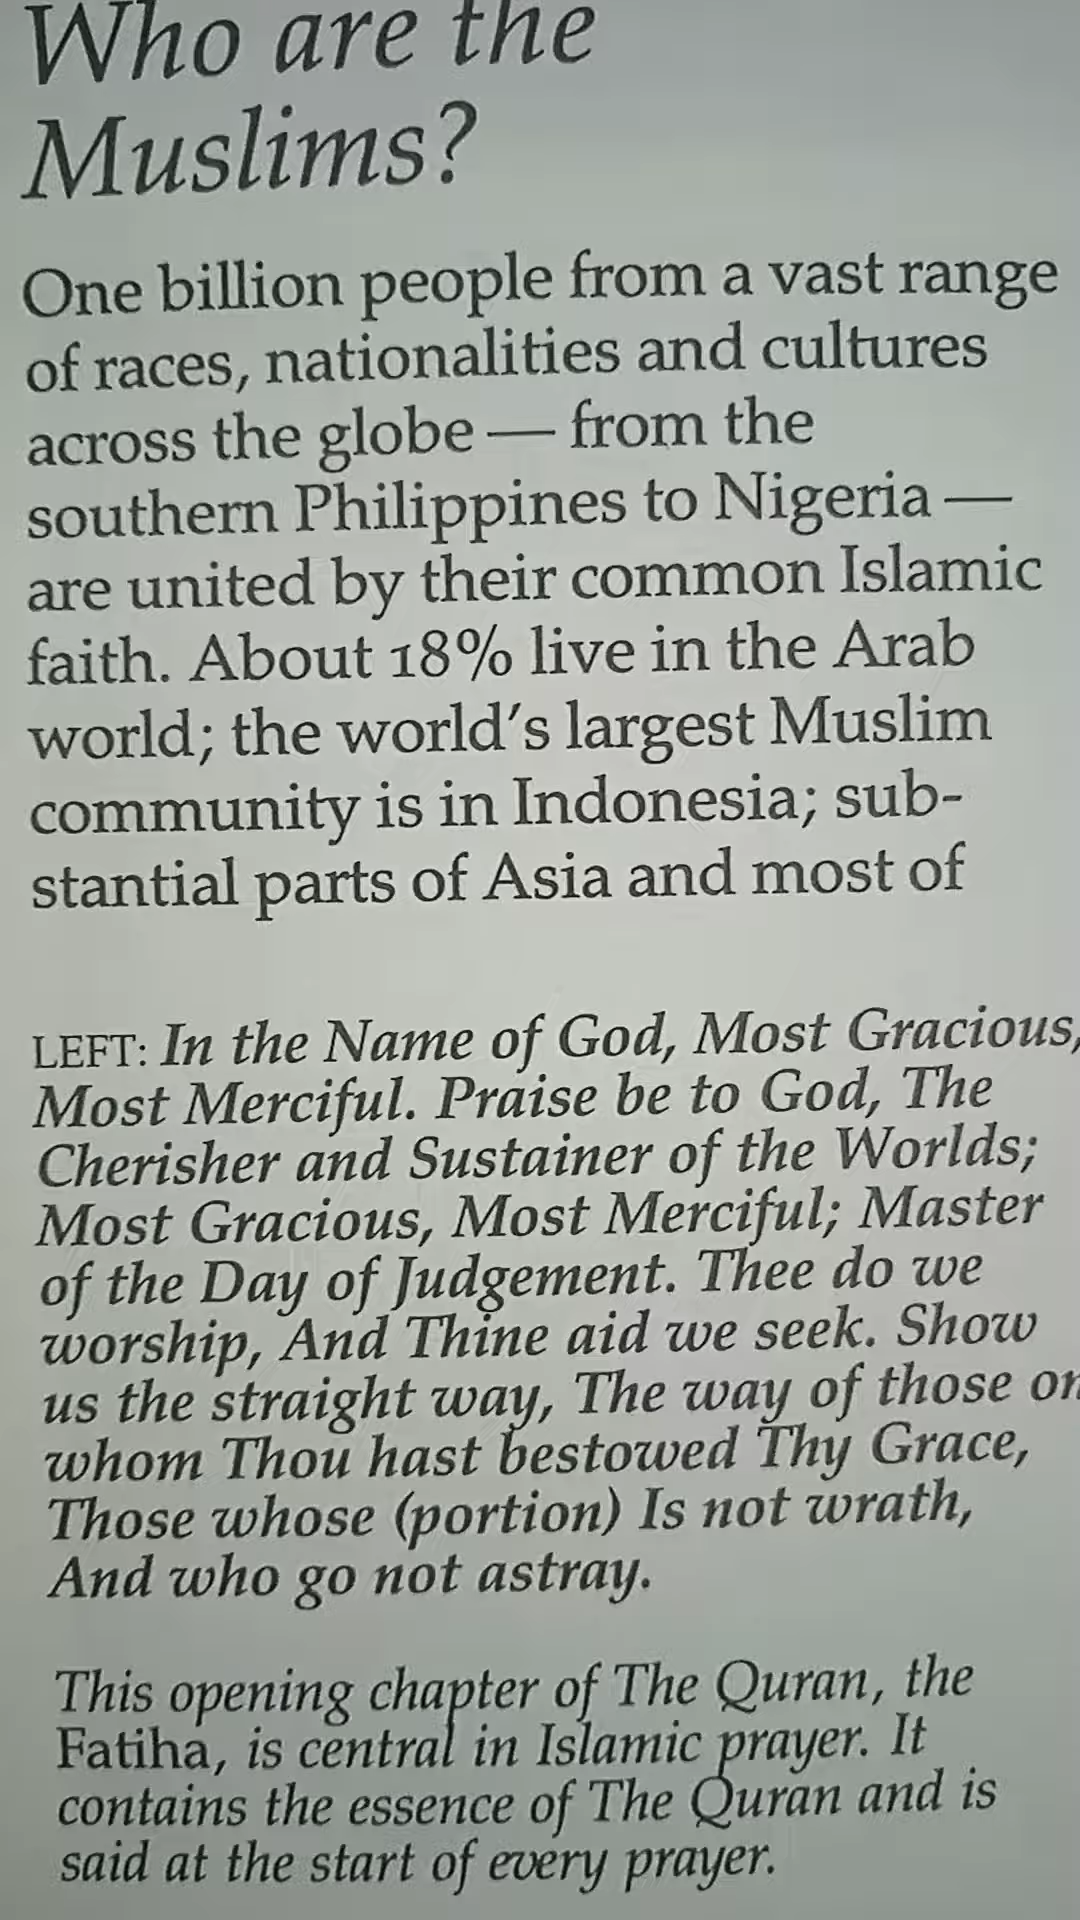 Who are the
Muslims?
One billion people from a vast range
of races, nationalities and cultures
across the globe — from the
southern Philippines to Nigeria —
are united by their common Islamic
faith. About 18% live in the Arab
world; the world's largest Muslim
community is in Indonesia; sub-
stantial parts of Asia and most of
LEFT: In the Name of God, Most Gracious,
Most Merciful. Praise be to God, The
Cherisher and Sustainer of the Worlds;
Most Gracious, Most Merciful; Master
of the Day of Judgement. Thee do we
worship, And Thine aid we seek. Show
us the straight way, The way of those on
whom Thou hast bestowed Thy Grace,
Those whose (portion) Is not wrath,
And who go not astray.
This opening chapter of The Quran, the
Fatiha, is central in Islamic prayer. It
contains the essence of The Quran and is
said at the start of every prayer.